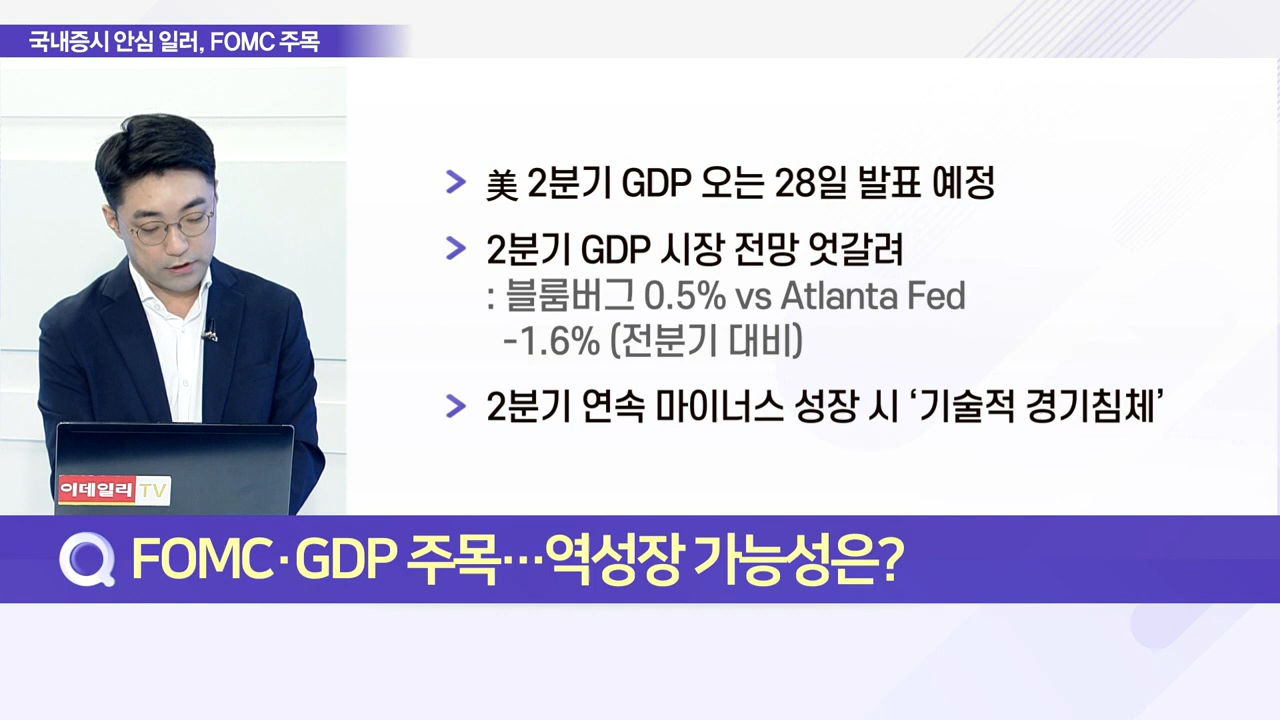 국내증시 안심 일러, FOMC 주목
> 美 2분기 GDP 오는 28일 발표 예정
> 2분기 GDP 시장 전망 엇갈려
: 블룸버그 0.5% vs Atlanta Fed
-1.6% (전분기 대비)
> 2분기 연속 마이너스 성장 시 ‘기술적 경기침체’
이데일리 TV
Q FOMC·GDP 주목…역성장 가능성은?